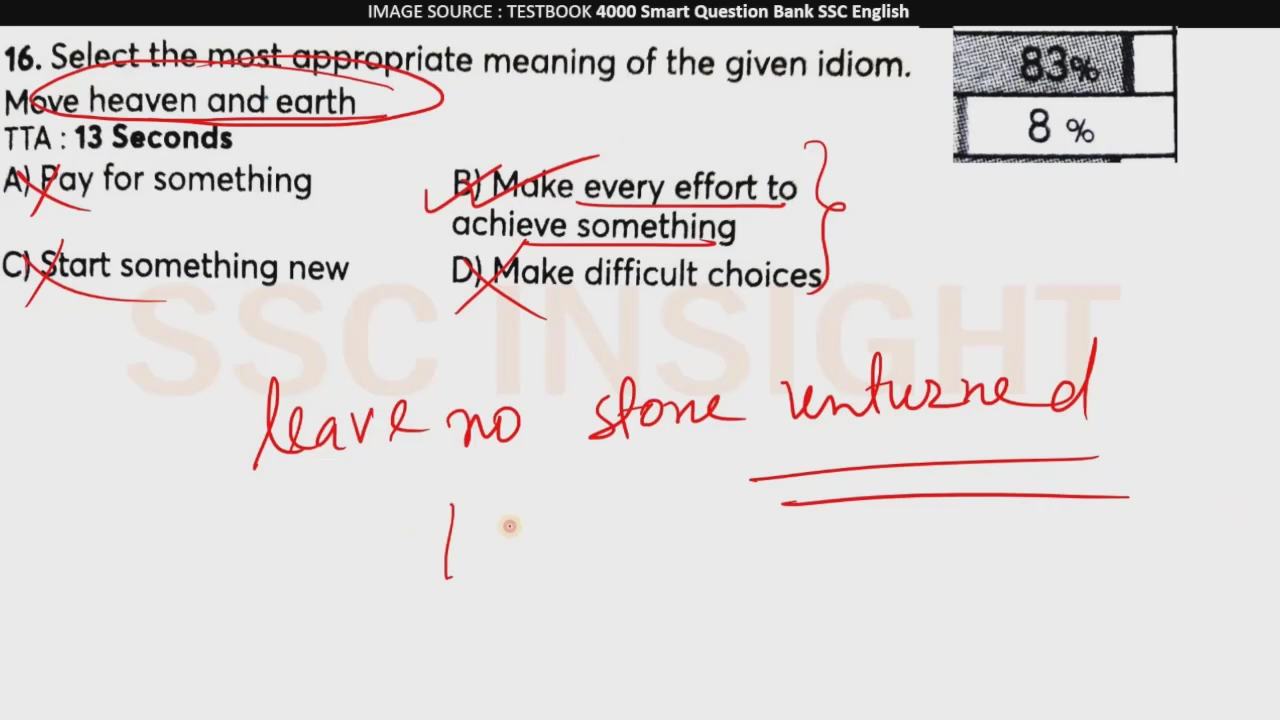 IMAGE SOURCE : TESTBOOK 4000 Smart Question Bank SSC English
16. Select the most appropriate meaning of the given idiom.
Move heaven and earth
TTA : 13 Seconds
83%
8 %
A) Pay for something
B) Make every effort to
achieve something
C) Start something new
D) Make difficult choices
SSC INSIGHT
leave no stone unturned